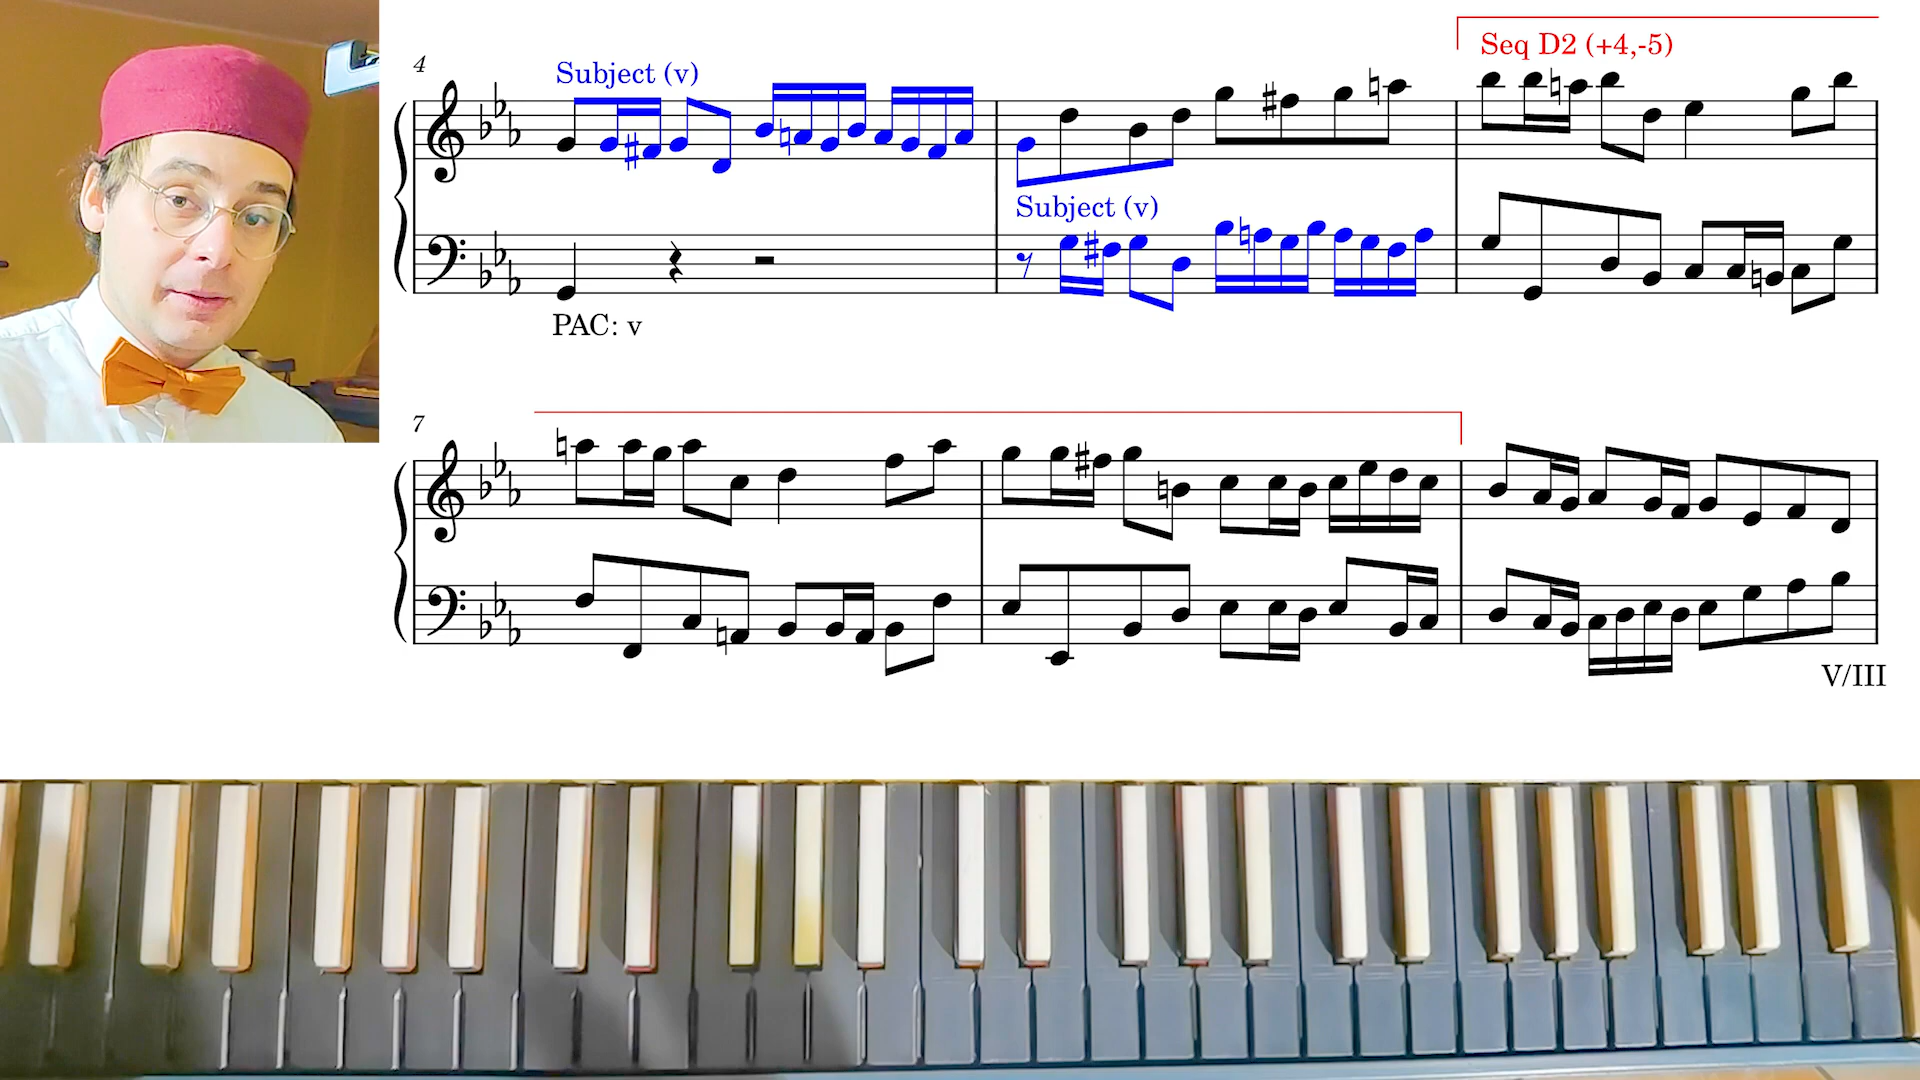 4
Subject (v)
Seq D2 (+4,-5)
Subject (v)
PAC: v
7
V/III